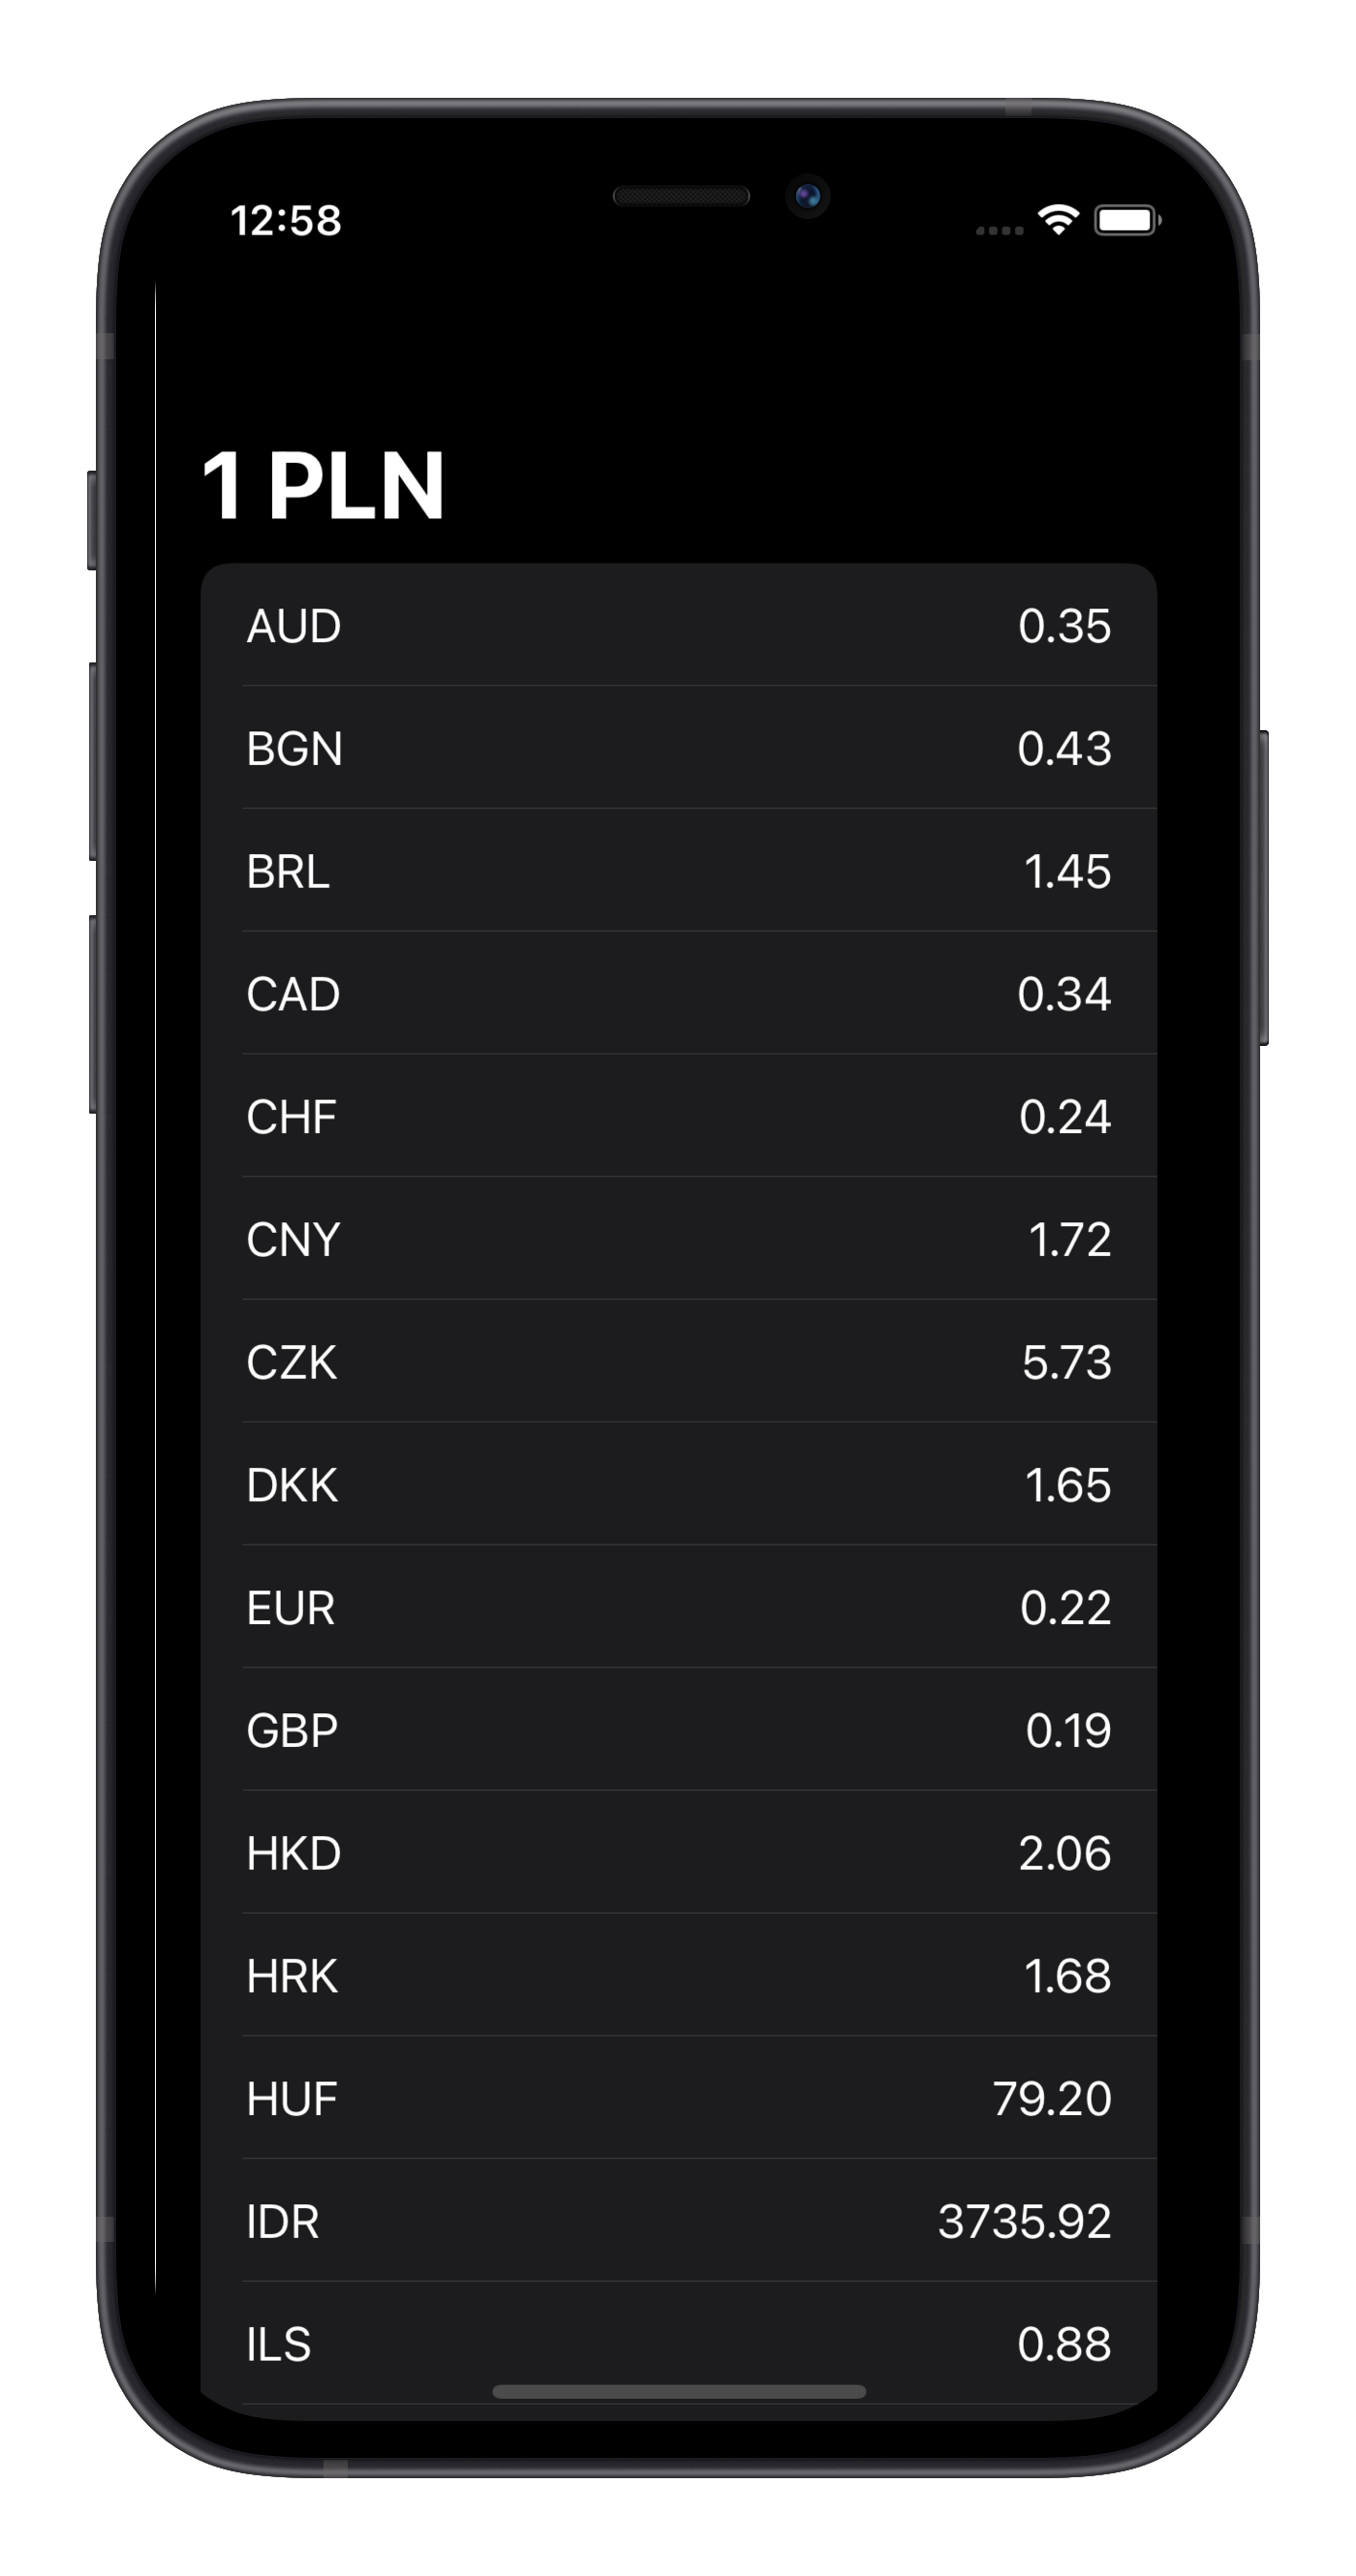 12:58
1 PLN
AUD 0.35
BGN 0.43
BRL 1.45
CAD 0.34
CHF 0.24
CNY 1.72
CZK 5.73
DKK 1.65
EUR 0.22
GBP 0.19
HKD 2.06
HRK 1.68
HUF 79.20
IDR 3735.92
ILS 0.88